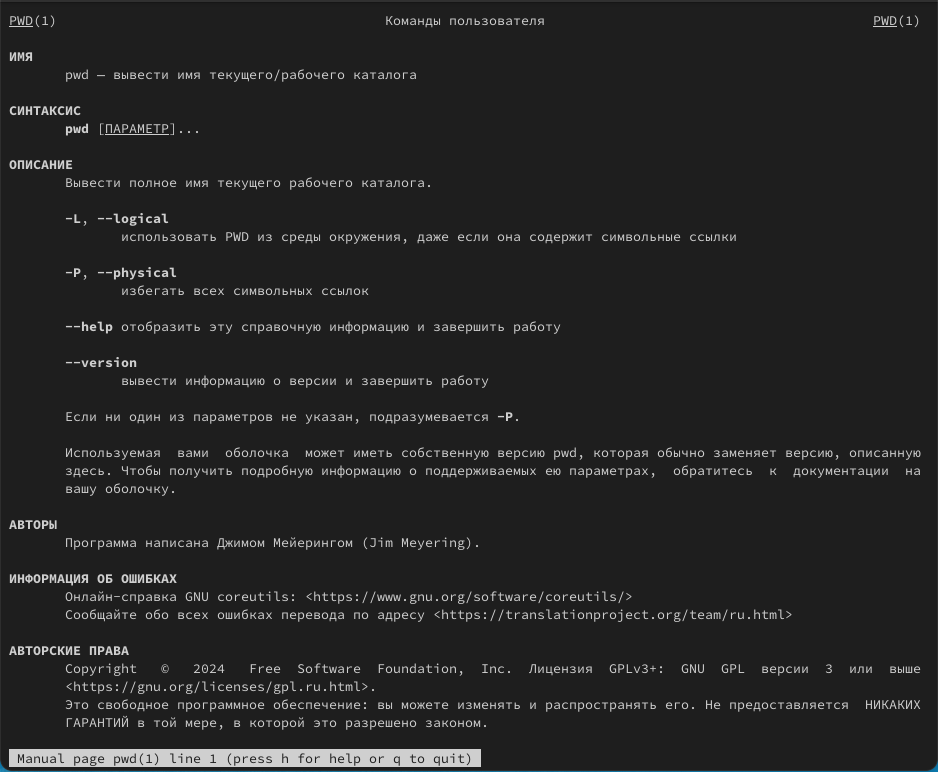 PWD(1) Команды пользователя PWD(1)
ИМЯ
pwd — вывести имя текущего/рабочего каталога
СИНТАКСИС
pwd [ПАРАМЕТР]...
ОПИСАНИЕ
Вывести полное имя текущего рабочего каталога.
-L, --logical
использовать PWD из среды окружения, даже если она содержит символьные ссылки
-P, --physical
избегать всех символьных ссылок
--help отобразить эту справочную информацию и завершить работу
--version
вывести информацию о версии и завершить работу
Если ни один из параметров не указан, подразумевается -P.
Используемая вами оболочка может иметь собственную версию pwd, которая обычно заменяет версию, описанную
здесь. Чтобы получить подробную информацию о поддерживаемых ею параметрах, обратитесь к документации на
вашу оболочку.
АВТОРЫ
Программа написана Джимом Мейерингом (Jim Meyering).
ИНФОРМАЦИЯ ОБ ОШИБКАХ
Онлайн-справка GNU coreutils: <https://www.gnu.org/software/coreutils/>
Сообщайте обо всех ошибках перевода по адресу <https://translationproject.org/team/ru.html>
АВТОРСКИЕ ПРАВА
Copyright © 2024 Free Software Foundation, Inc. Лицензия GPLv3+: GNU GPL версии 3 или выше
<https://gnu.org/licenses/gpl.ru.html>.
Это свободное программное обеспечение: вы можете изменять и распространять его. Не предоставляется НИКАКИХ
ГАРАНТИЙ в той мере, в которой это разрешено законом.
Manual page pwd(1) line 1 (press h for help or q to quit)